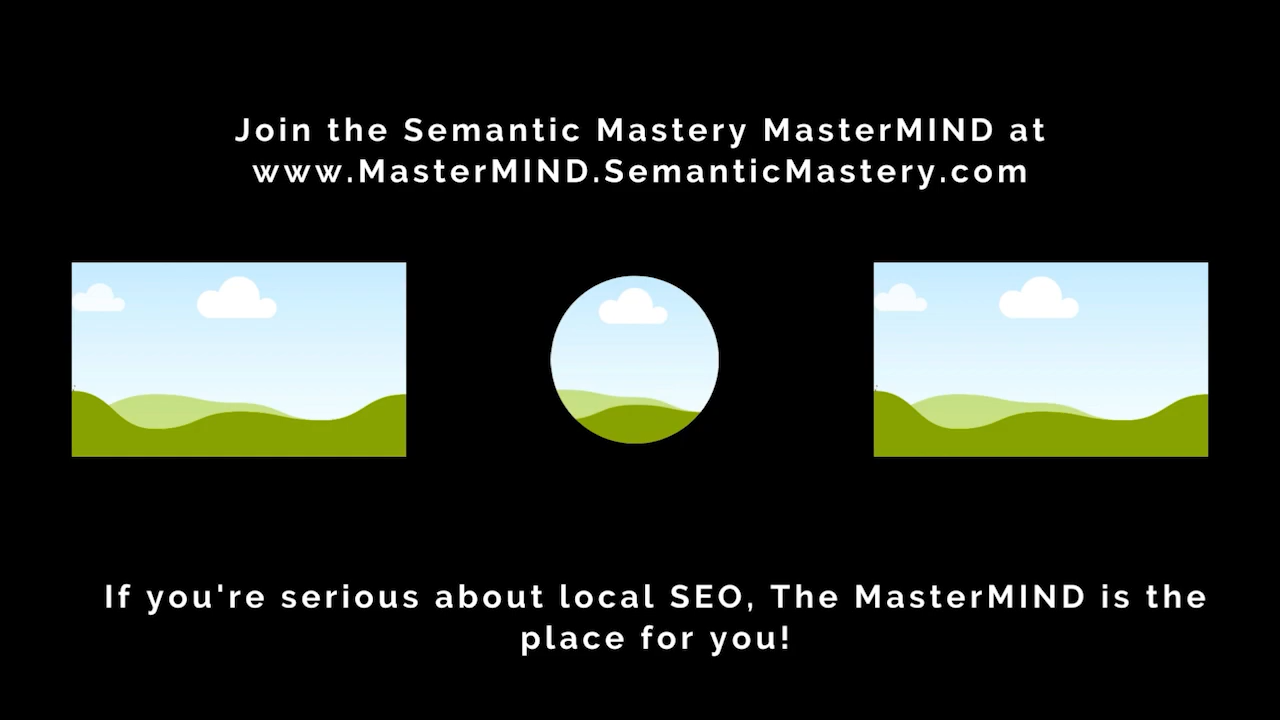 Join the Semantic Mastery MasterMIND at
www.MasterMIND.SemanticMastery.com
If you're serious about local SEO, The MasterMIND is the
place for you!